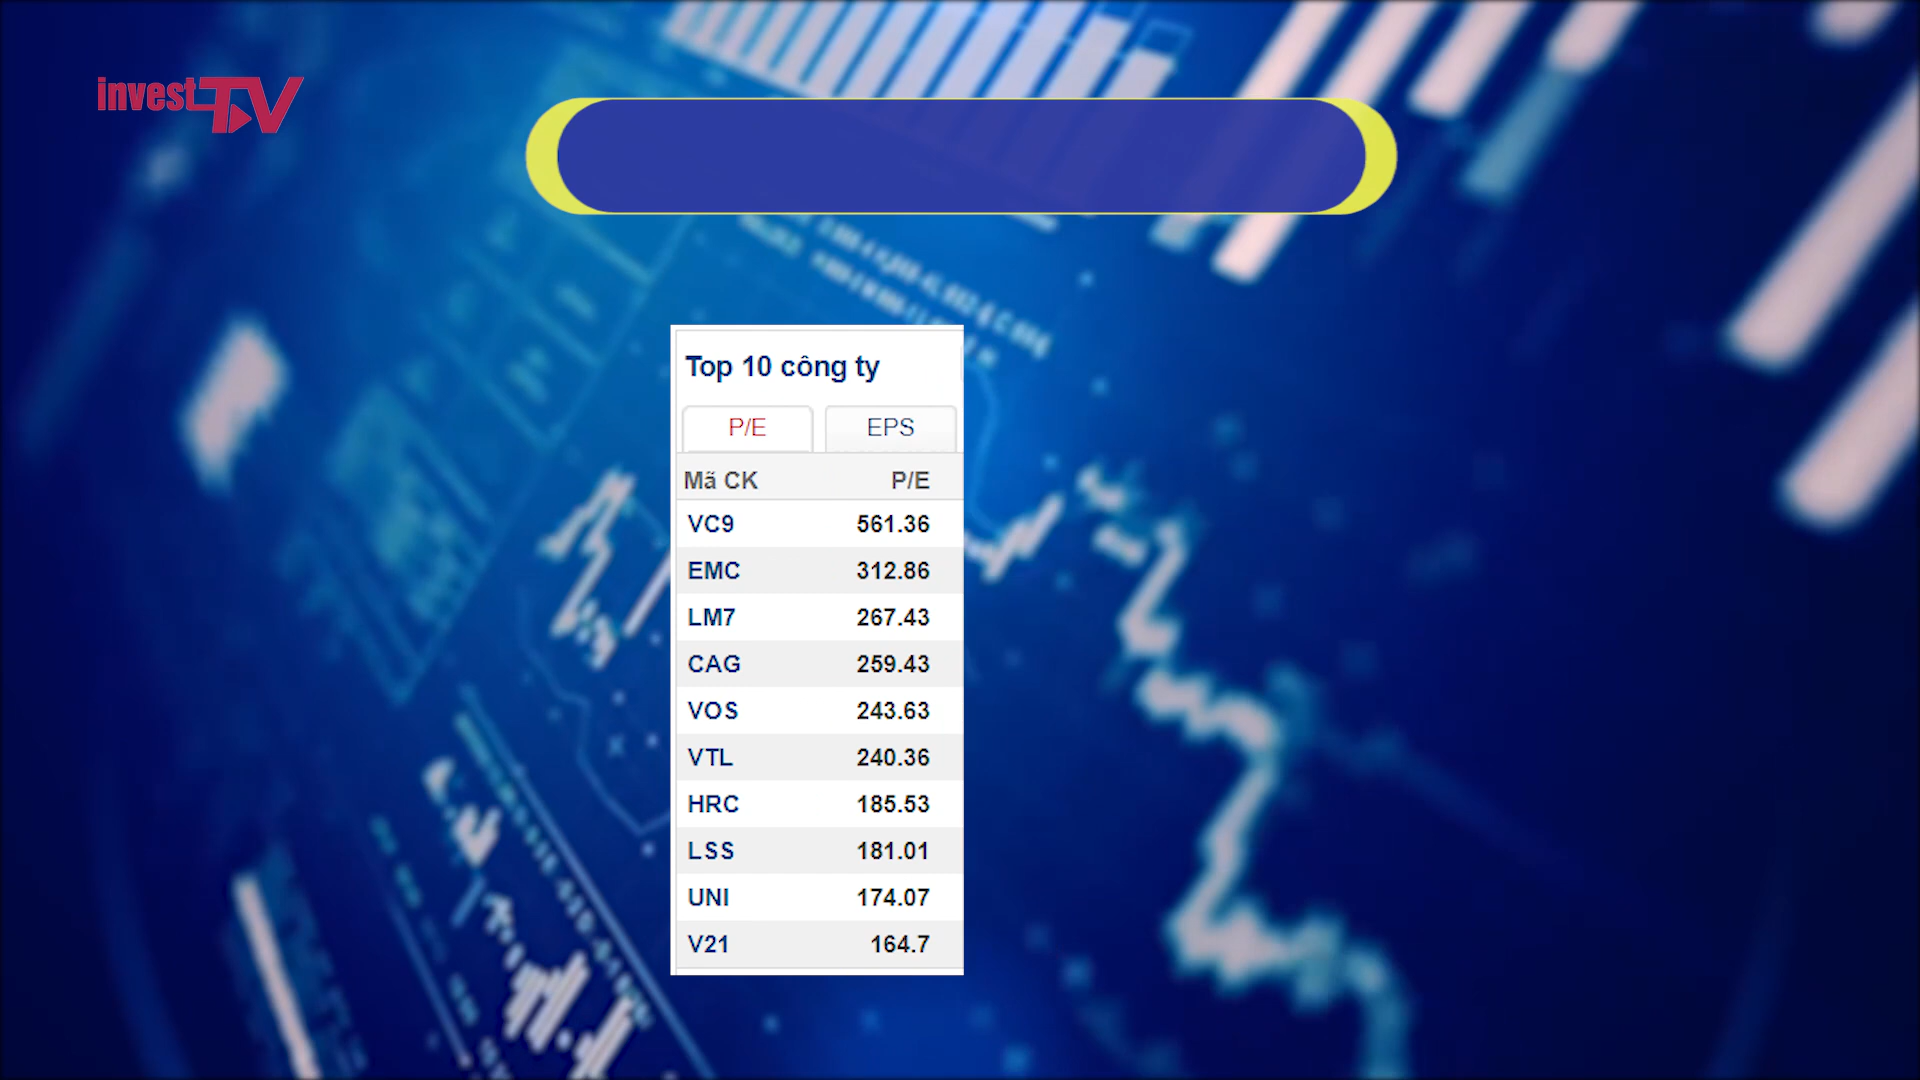 investTV
Top 10 công ty
P/E EPS
Mã CK P/E
VC9 561.36
EMC 312.86
LM7 267.43
CAG 259.43
VOS 243.63
VTL 240.36
HRC 185.53
LSS 181.01
UNI 174.07
V21 164.7